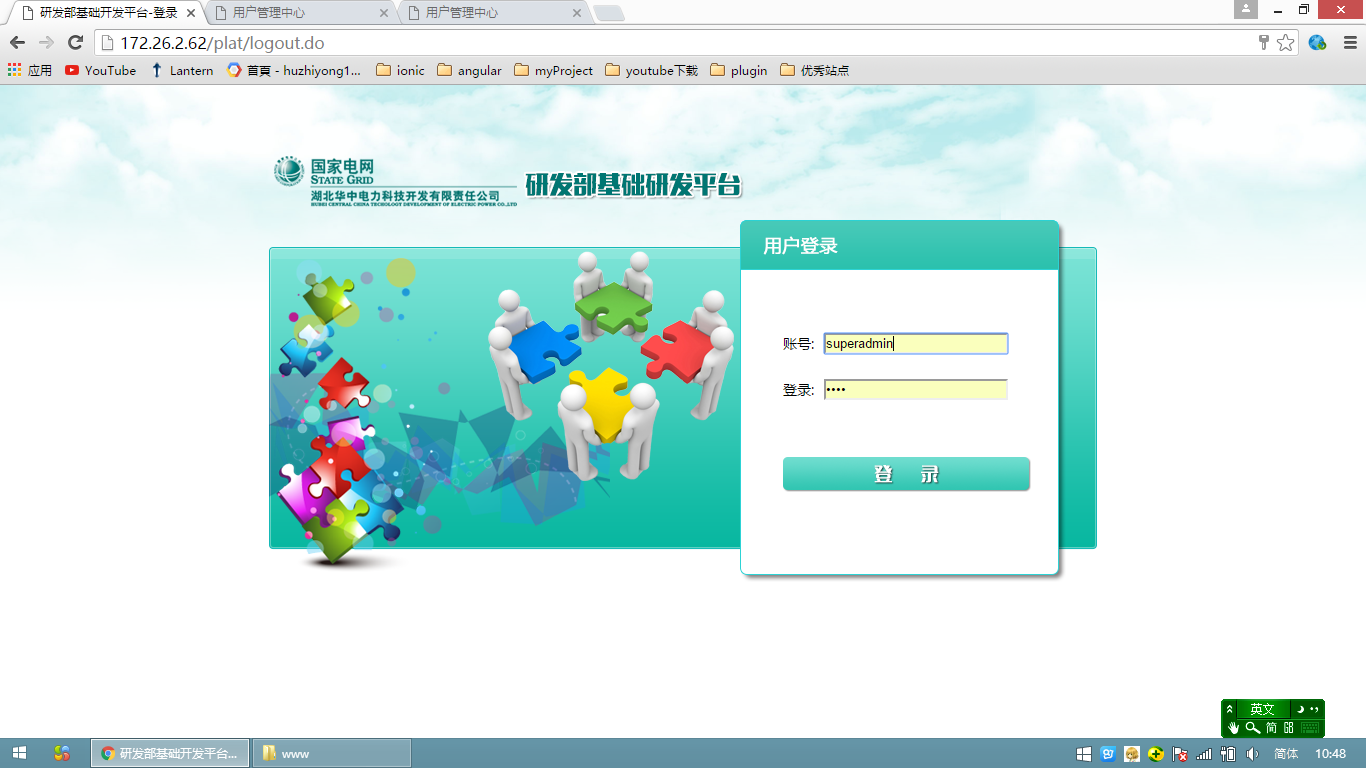 研发部基础开发平台-登录
用户管理中心
用户管理中心
172.26.2.62/plat/logout.do
应用
YouTube
Lantern
首頁 - huzhiyong1...
ionic
angular
myProject
youtube下载
plugin
优秀站点
国家电网
STATE GRID
湖北华中电力科技开发有限责任公司
HUBEI CENTRAL CHINA TECHOLOGY DEVELOPMENT OF ELECTRIC POWER CO.,LTD
研发部基础研发平台
用户登录
账号: superadmin
登录: ••••
登 录
英文
简
研发部基础开发平台...
www
简体
10:48